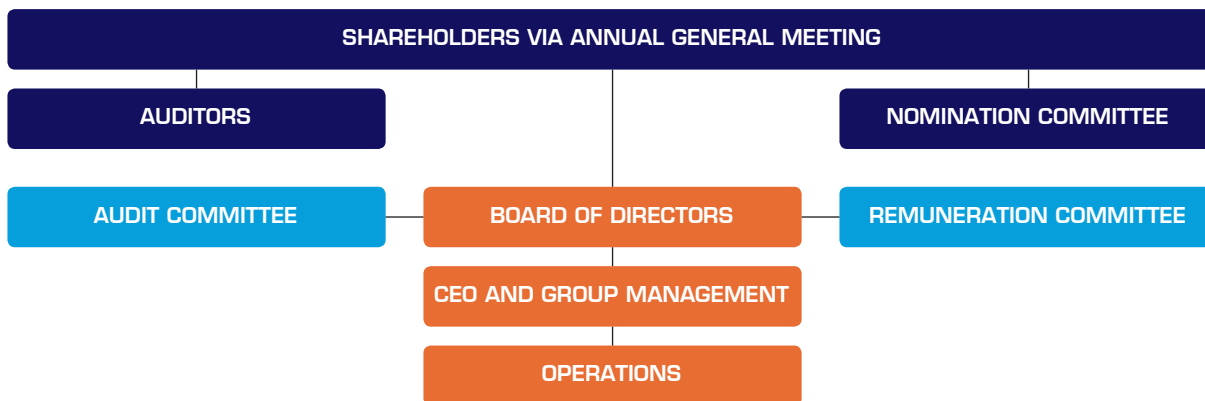 SHAREHOLDERS VIA ANNUAL GENERAL MEETING
AUDITORS
NOMINATION COMMITTEE
AUDIT COMMITTEE
BOARD OF DIRECTORS
REMUNERATION COMMITTEE
CEO AND GROUP MANAGEMENT
OPERATIONS